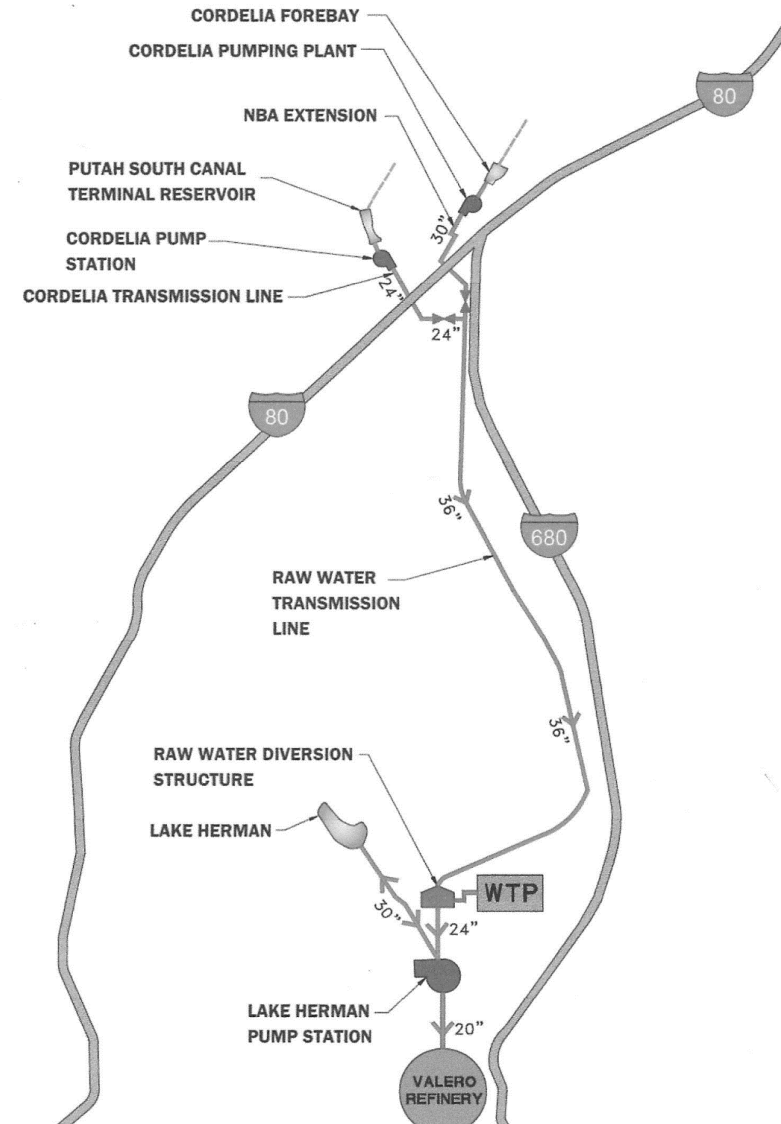 CORDELIA FOREBAY
CORDELIA PUMPING PLANT
80
NBA EXTENSION
PUTAH SOUTH CANAL
TERMINAL RESERVOIR
30"
CORDELIA PUMP
STATION
CORDELIA TRANSMISSION LINE
24"
24"
80
36"
680
RAW WATER
TRANSMISSION
LINE
36"
RAW WATER DIVERSION
STRUCTURE
LAKE HERMAN
WTP
30"
24"
LAKE HERMAN
PUMP STATION
20"
VALERO
REFINERY